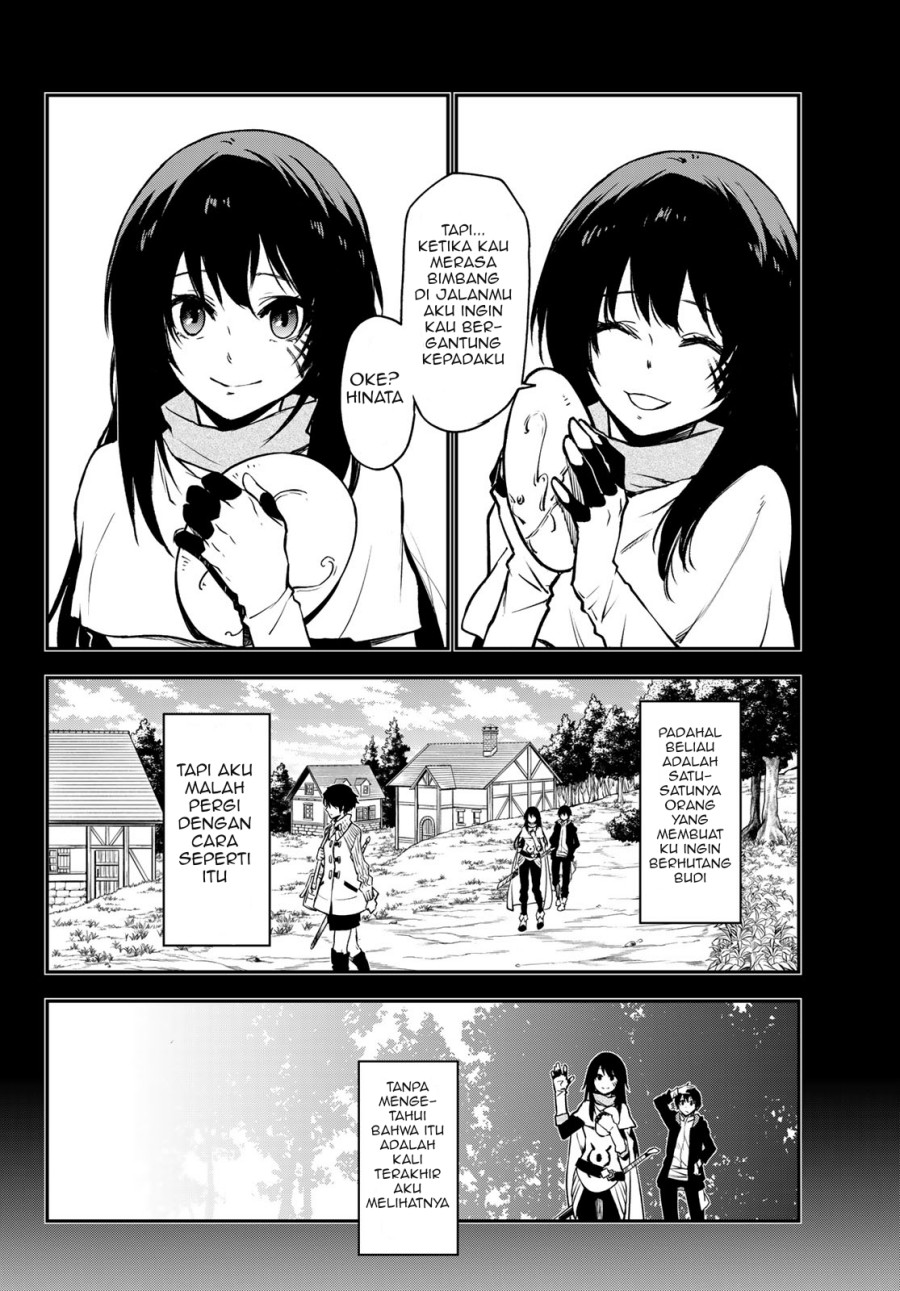 TAPI...
KETIKA KAU
MERASA
BIMBANG
DI JALANMU
AKU INGIN
KAU BER-
GANTUNG
KEPADAKU
OKE?
HINATA
PADAHAL
BELIAU
ADALAH
SATU-
SATUNYA
ORANG
YANG
MEMBUAT
KU INGIN
BERHUTANG
BUDI
TAPI AKU
MALAH
PERGI
DENGAN
CARA
SEPERTI
ITU
TANPA
MENGE-
TAHUI
BAHWA ITU
ADALAH
KALI
TERAKHIR
AKU
MELIHATNYA